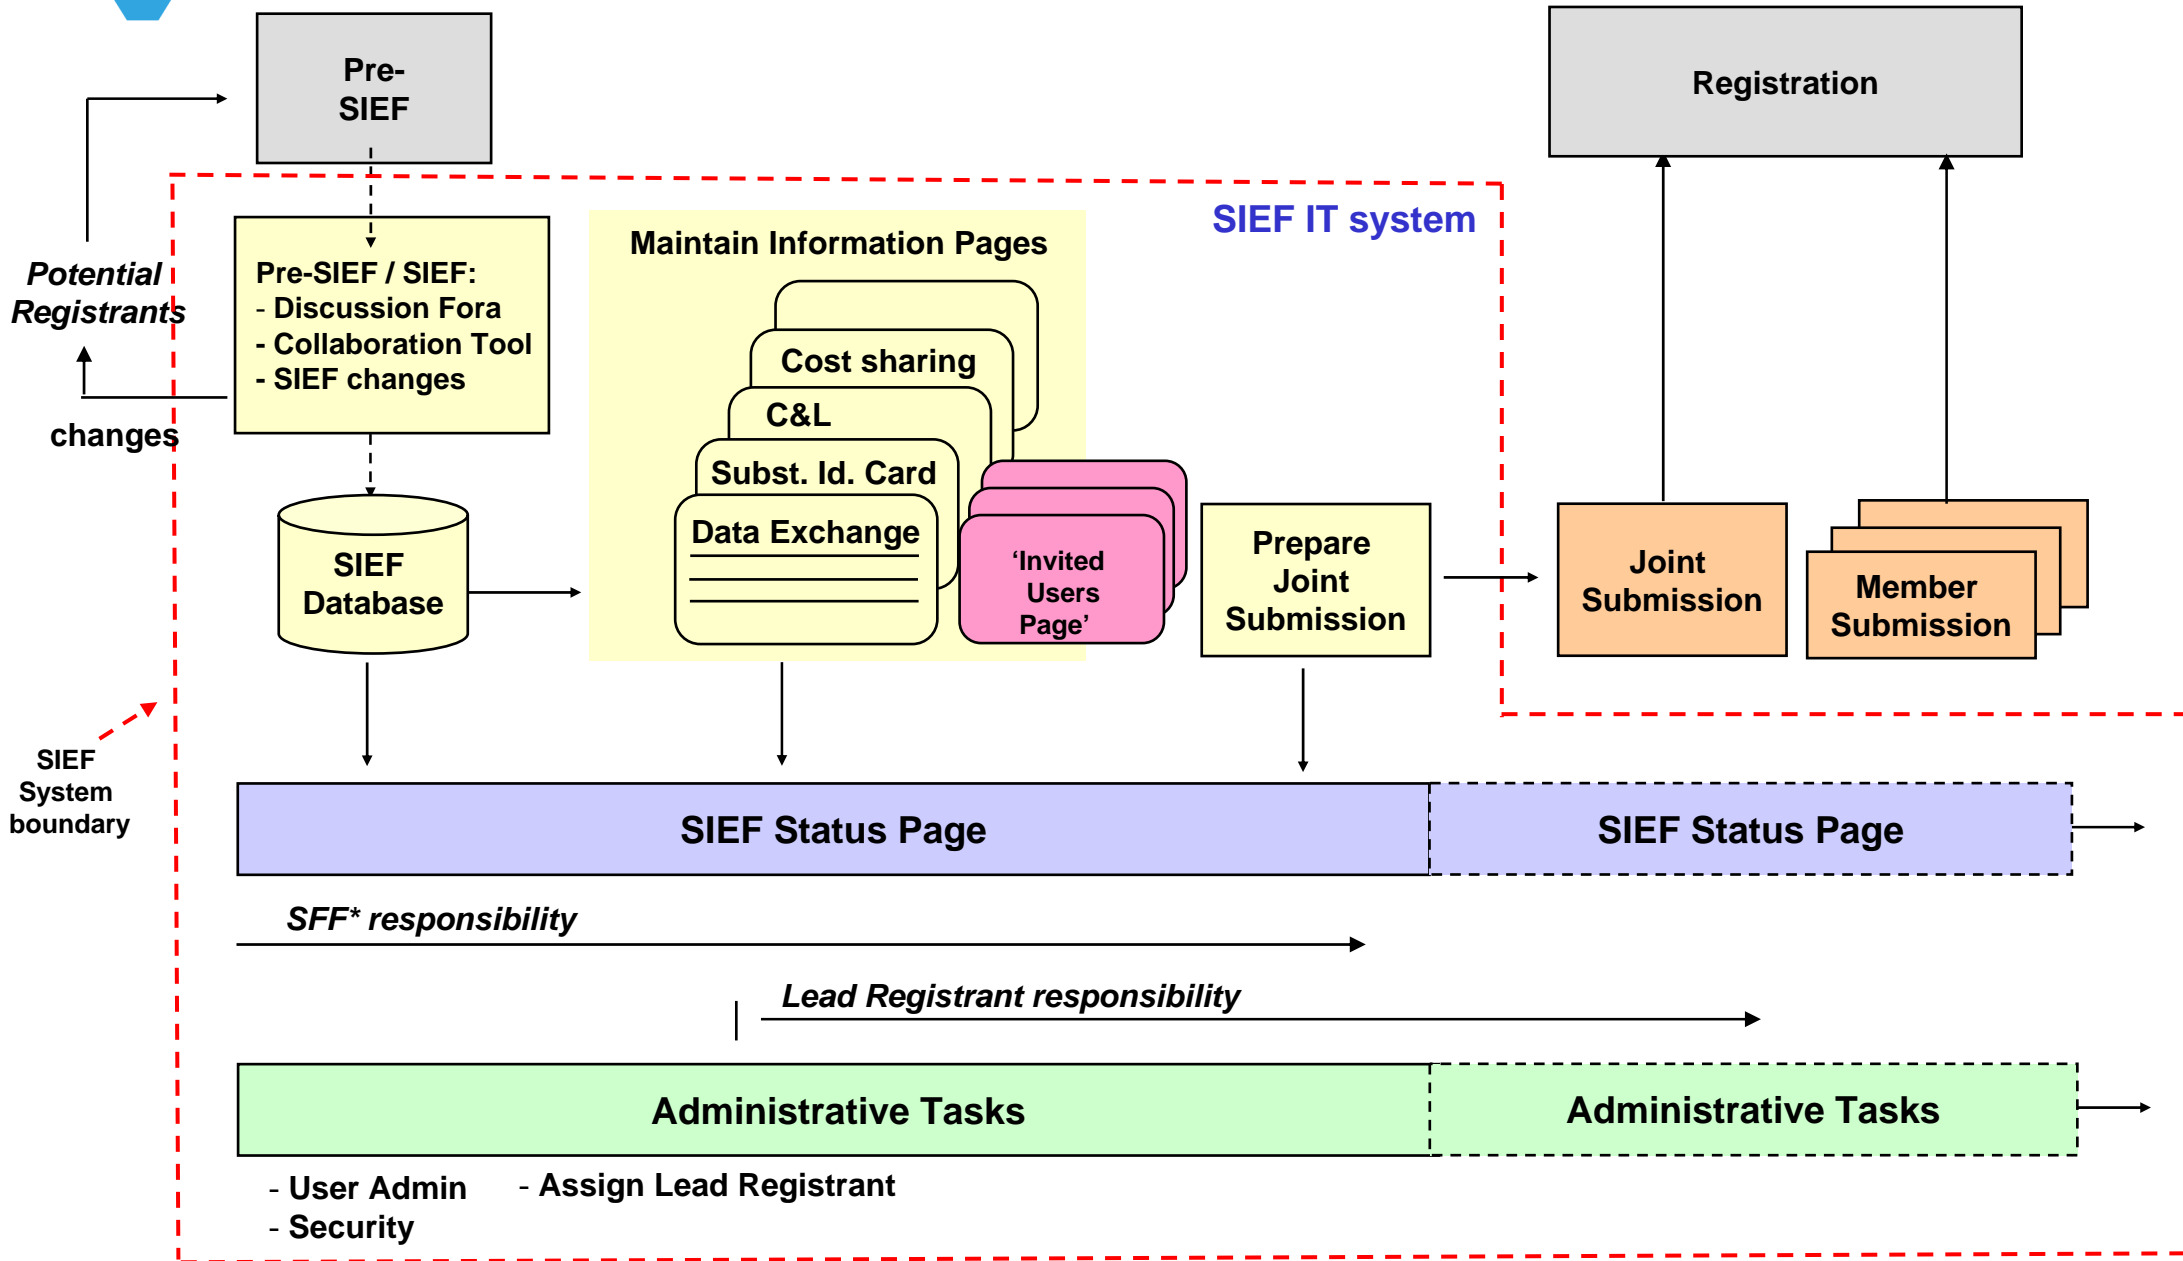 Pre-
SIEF
Registration
SIEF IT system
Potential
Registrants
changes
Pre-SIEF / SIEF:
- Discussion Fora
- Collaboration Tool
- SIEF changes
Maintain Information Pages
Cost sharing
C&L
Subst. Id. Card
Data Exchange
'Invited
Users
Page'
SIEF
Database
Prepare
Joint
Submission
Joint
Submission
Member
Submission
SIEF
System
boundary
SIEF Status Page
SIEF Status Page
SFF* responsibility
Lead Registrant responsibility
Administrative Tasks
Administrative Tasks
- User Admin
- Security
- Assign Lead Registrant